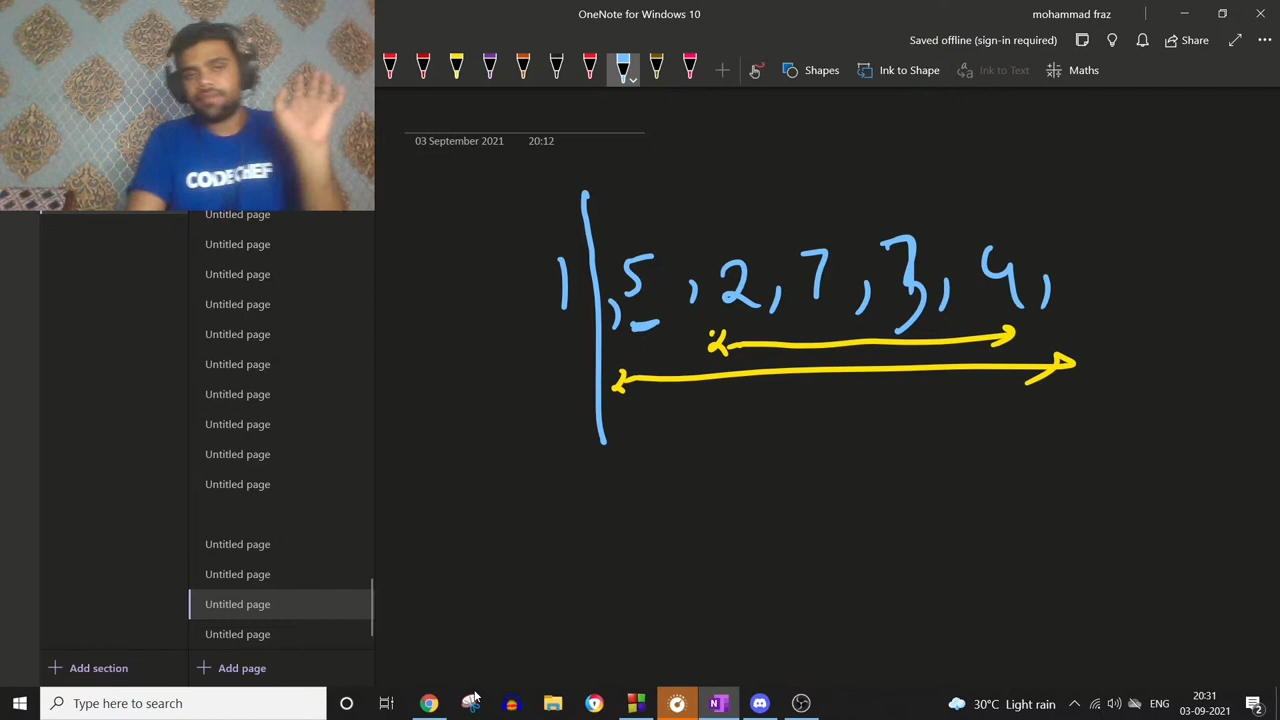 OneNote for Windows 10
mohammad fraz
Saved offline (sign-in required)
Share
Shapes
Ink to Shape
Ink to Text
Maths
03 September 2021 20:12
CODECHEF
1 , 5 , 2 , 7 , 3 , 4 ,
Untitled page
Untitled page
Untitled page
Untitled page
Untitled page
Untitled page
Untitled page
Untitled page
Untitled page
Untitled page
Untitled page
Untitled page
Untitled page
Untitled page
Add section
Add page
Type here to search
30°C Light rain
ENG
20:31
03-09-2021
2